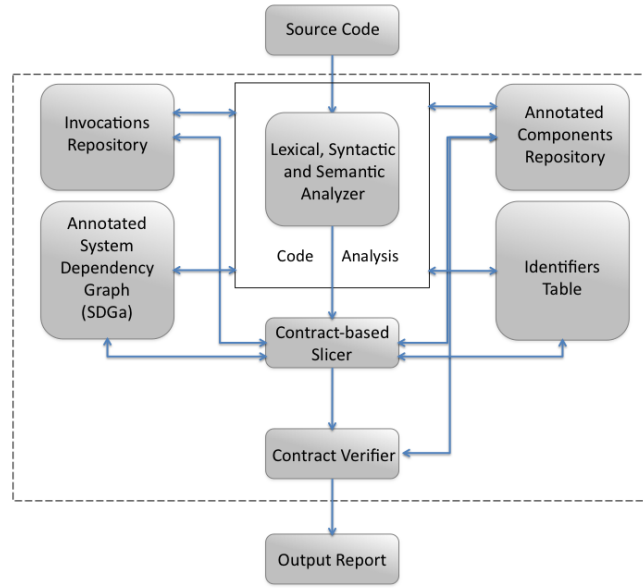 Source Code
Invocations
Repository
Lexical, Syntactic
and Semantic
Analyzer
Annotated
Components
Repository
Annotated
System
Dependency
Graph
(SDGa)
Code Analysis
Identifiers
Table
Contract-based
Slicer
Contract Verifier
Output Report